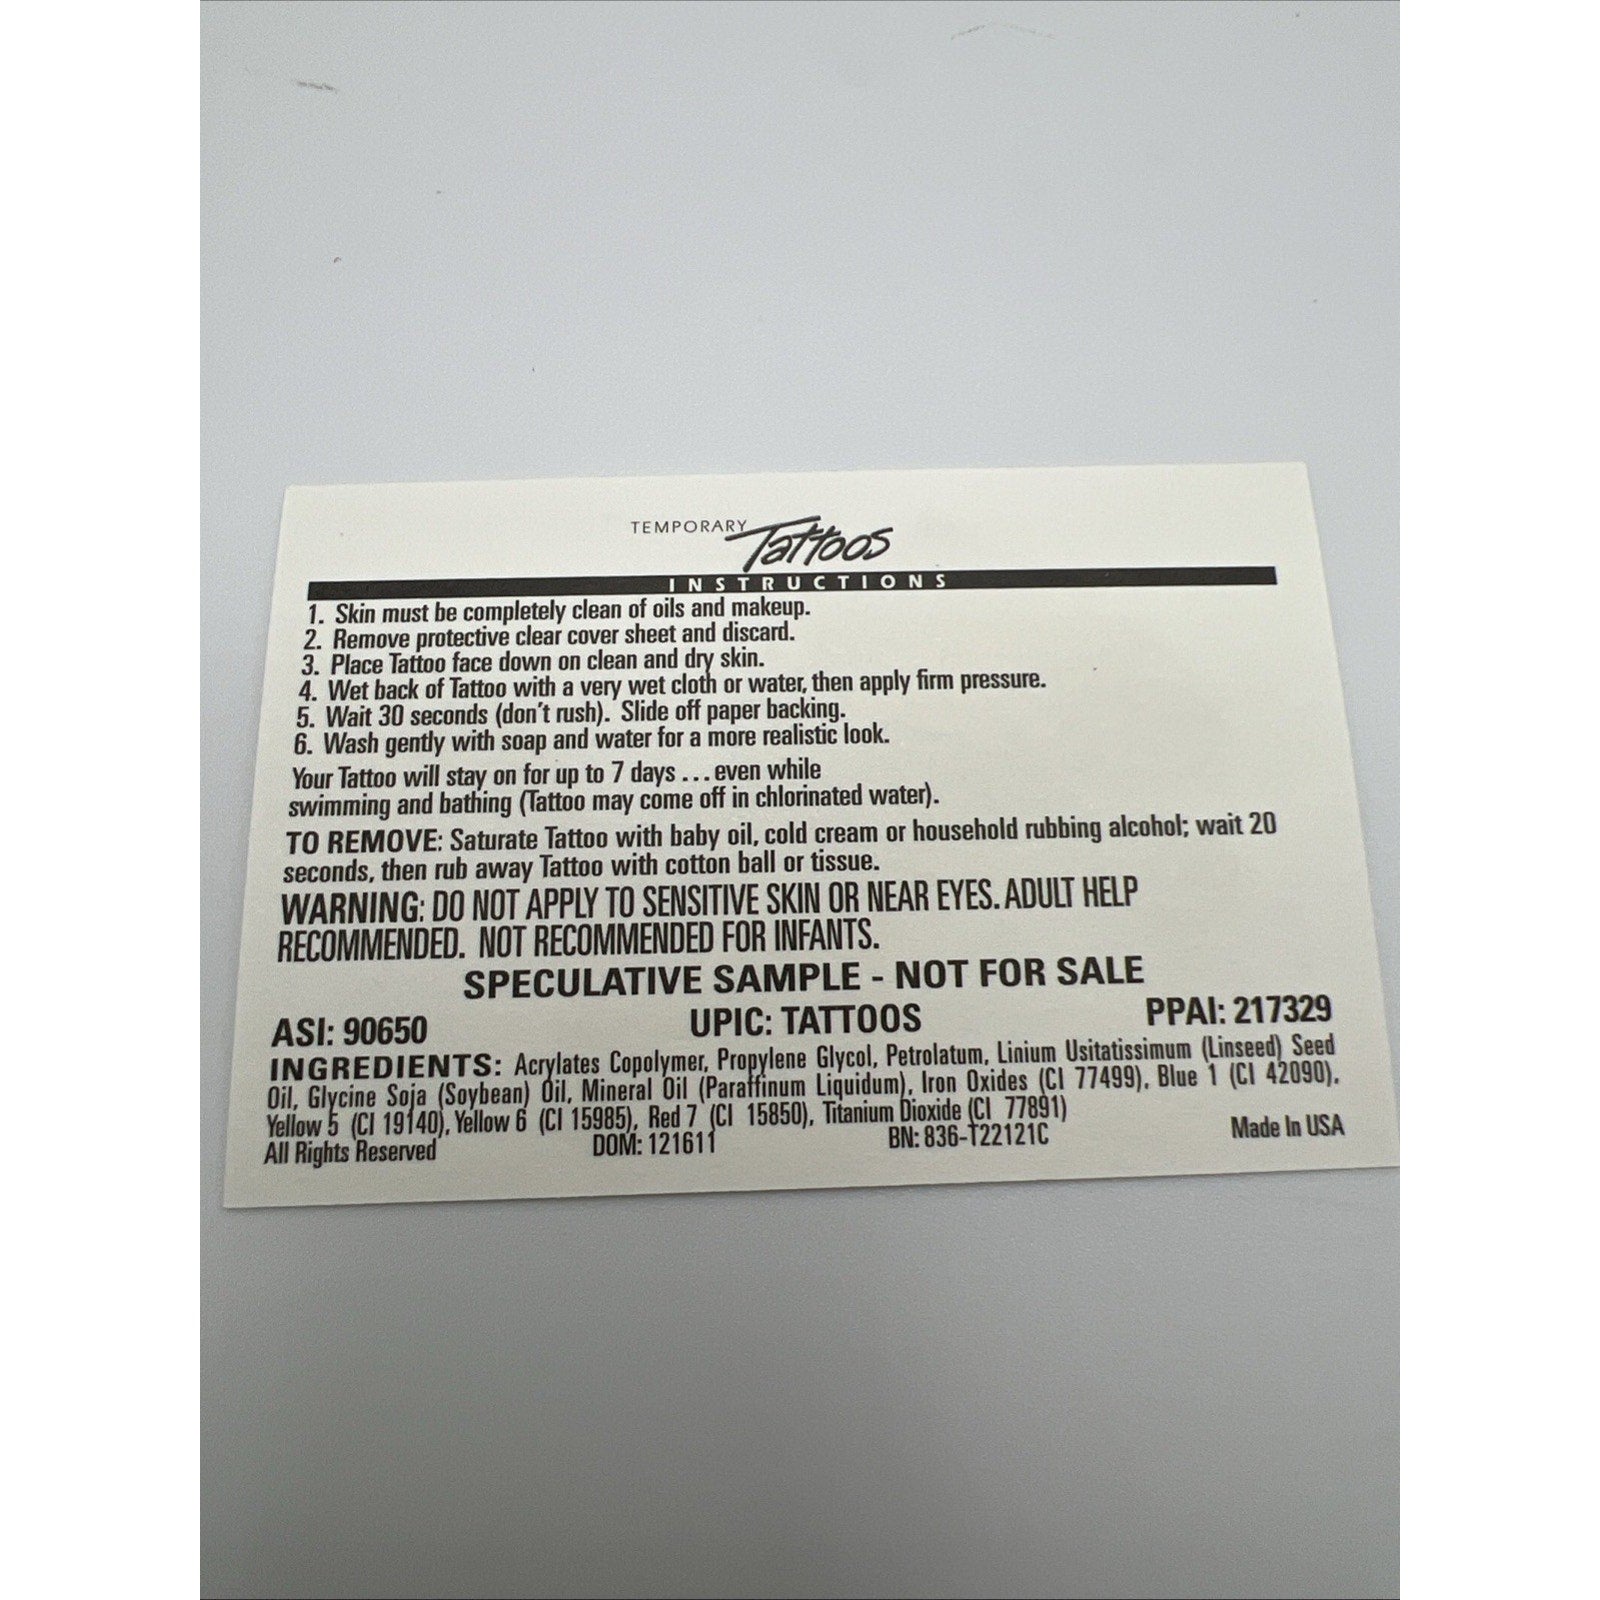 TEMPORARY Tattoos
INSTRUCTIONS
1. Skin must be completely clean of oils and makeup.
2. Remove protective clear cover sheet and discard.
3. Place Tattoo face down on clean and dry skin.
4. Wet back of Tattoo with a very wet cloth or water, then apply firm pressure.
5. Wait 30 seconds (don't rush). Slide off paper backing.
6. Wash gently with soap and water for a more realistic look.
Your Tattoo will stay on for up to 7 days ... even while
swimming and bathing (Tattoo may come off in chlorinated water).
TO REMOVE: Saturate Tattoo with baby oil, cold cream or household rubbing alcohol; wait 20
seconds, then rub away Tattoo with cotton ball or tissue.
WARNING: DO NOT APPLY TO SENSITIVE SKIN OR NEAR EYES. ADULT HELP
RECOMMENDED. NOT RECOMMENDED FOR INFANTS.
SPECULATIVE SAMPLE - NOT FOR SALE
ASI: 90650 UPIC: TATTOOS PPAI: 217329
INGREDIENTS: Acrylates Copolymer, Propylene Glycol, Petrolatum, Linium Usitatissimum (Linseed) Seed
Oil, Glycine Soja (Soybean) Oil, Mineral Oil (Paraffinum Liquidum), Iron Oxides (CI 77499), Blue 1 (CI 42090),
Yellow 5 (CI 19140), Yellow 6 (CI 15985), Red 7 (CI 15850), Titanium Dioxide (CI 77891)
All Rights Reserved DOM: 121611 BN: 836-T22121C Made In USA